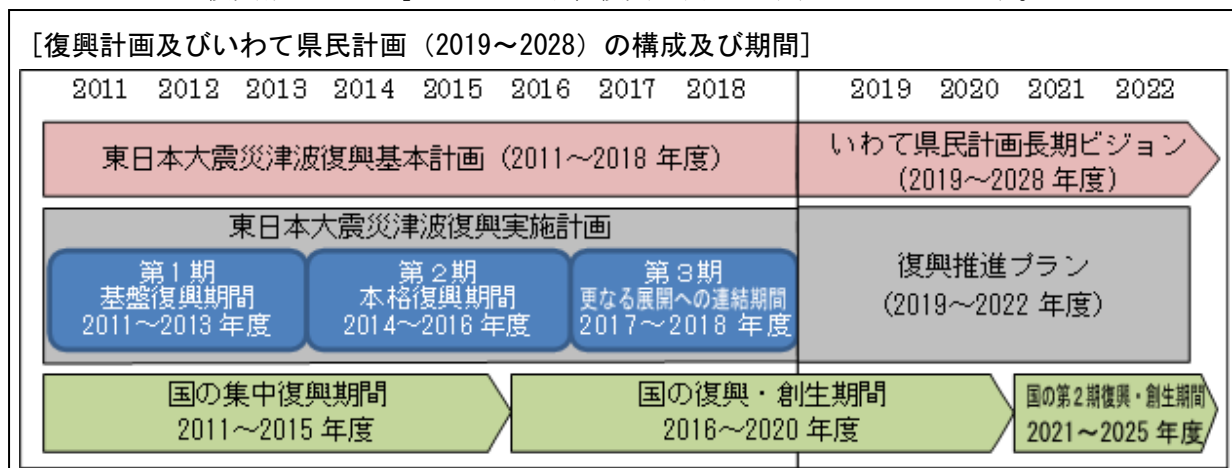 [復興計画及びいわて県民計画（2019～2028）の構成及び期間]
2011 2012 2013 2014 2015 2016 2017 2018 2019 2020 2021 2022
東日本大震災津波復興基本計画（2011～2018 年度）
いわて県民計画長期ビジョン
（2019～2028 年度）
東日本大震災津波復興実施計画
第１期
基盤復興期間
2011～2013 年度
第２期
本格復興期間
2014～2016 年度
第３期
更なる展開への連結期間
2017～2018 年度
復興推進プラン
（2019～2022 年度）
国の集中復興期間
2011～2015 年度
国の復興・創生期間
2016～2020 年度
国の第２期復興・創生期間
2021～2025 年度